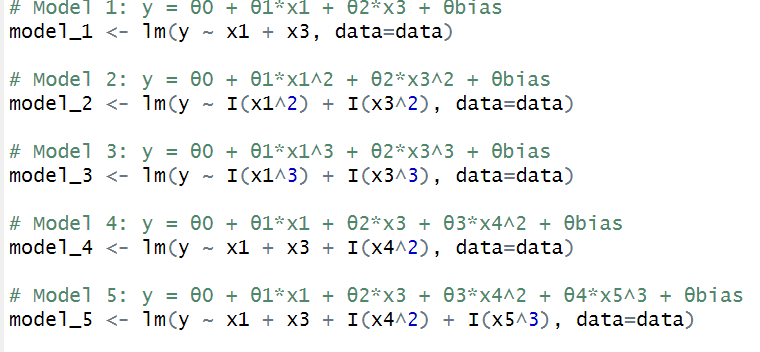 # Model 1: y = θ0 + θ1*x1 + θ2*x3 + θbias
model_1 <- lm(y ~ x1 + x3, data=data)
# Model 2: y = θ0 + θ1*x1^2 + θ2*x3^2 + θbias
model_2 <- lm(y ~ I(x1^2) + I(x3^2), data=data)
# Model 3: y = θ0 + θ1*x1^3 + θ2*x3^3 + θbias
model_3 <- lm(y ~ I(x1^3) + I(x3^3), data=data)
# Model 4: y = θ0 + θ1*x1 + θ2*x3 + θ3*x4^2 + θbias
model_4 <- lm(y ~ x1 + x3 + I(x4^2), data=data)
# Model 5: y = θ0 + θ1*x1 + θ2*x3 + θ3*x4^2 + θ4*x5^3 + θbias
model_5 <- lm(y ~ x1 + x3 + I(x4^2) + I(x5^3), data=data)